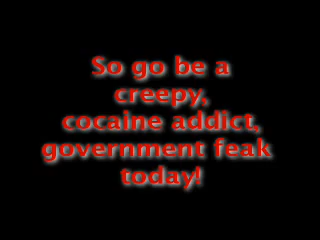 So go be a
creepy,
cocaine addict,
government feak
today!